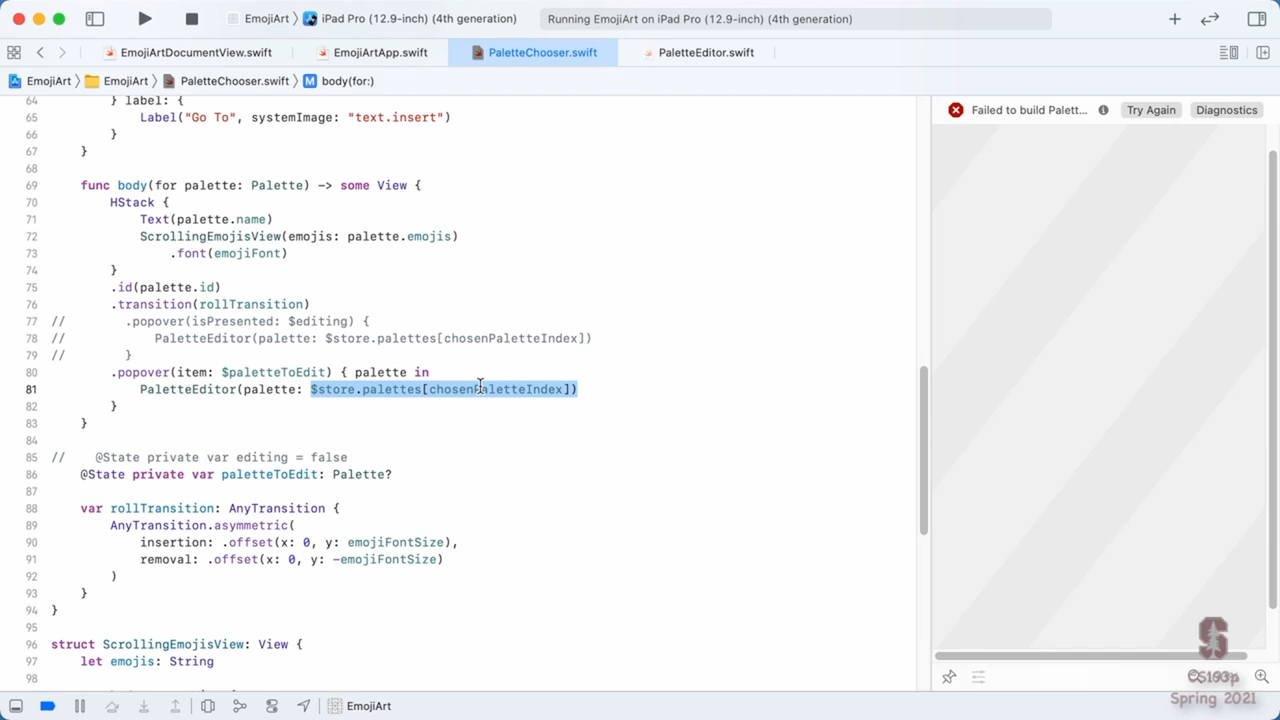 EmojiArt 〉 iPad Pro (12.9-inch) (4th generation)
Running EmojiArt on iPad Pro (12.9-inch) (4th generation)
EmojiArtDocumentView.swift
EmojiArtApp.swift
PaletteChooser.swift
PaletteEditor.swift
EmojiArt 〉 EmojiArt 〉 PaletteChooser.swift 〉 M body(for:)
64 } label: {
65 Label("Go To", systemImage: "text.insert")
66 }
67 }
68
69 func body(for palette: Palette) -> some View {
70 HStack {
71 Text(palette.name)
72 ScrollingEmojisView(emojis: palette.emojis)
73 .font(emojiFont)
74 }
75 .id(palette.id)
76 .transition(rollTransition)
77 // .popover(isPresented: $editing) {
78 // PaletteEditor(palette: $store.palettes[chosenPaletteIndex])
79 // }
80 .popover(item: $paletteToEdit) { palette in
81 PaletteEditor(palette: $store.palettes[chosenPaletteIndex])
82 }
83 }
84
85 // @State private var editing = false
86 @State private var paletteToEdit: Palette?
87
88 var rollTransition: AnyTransition {
89 AnyTransition.asymmetric(
90 insertion: .offset(x: 0, y: emojiFontSize),
91 removal: .offset(x: 0, y: -emojiFontSize)
92 )
93 }
94 }
95
96 struct ScrollingEmojisView: View {
97 let emojis: String
98
Failed to build Palett...
Try Again
Diagnostics
CS193p
Spring 2021
EmojiArt